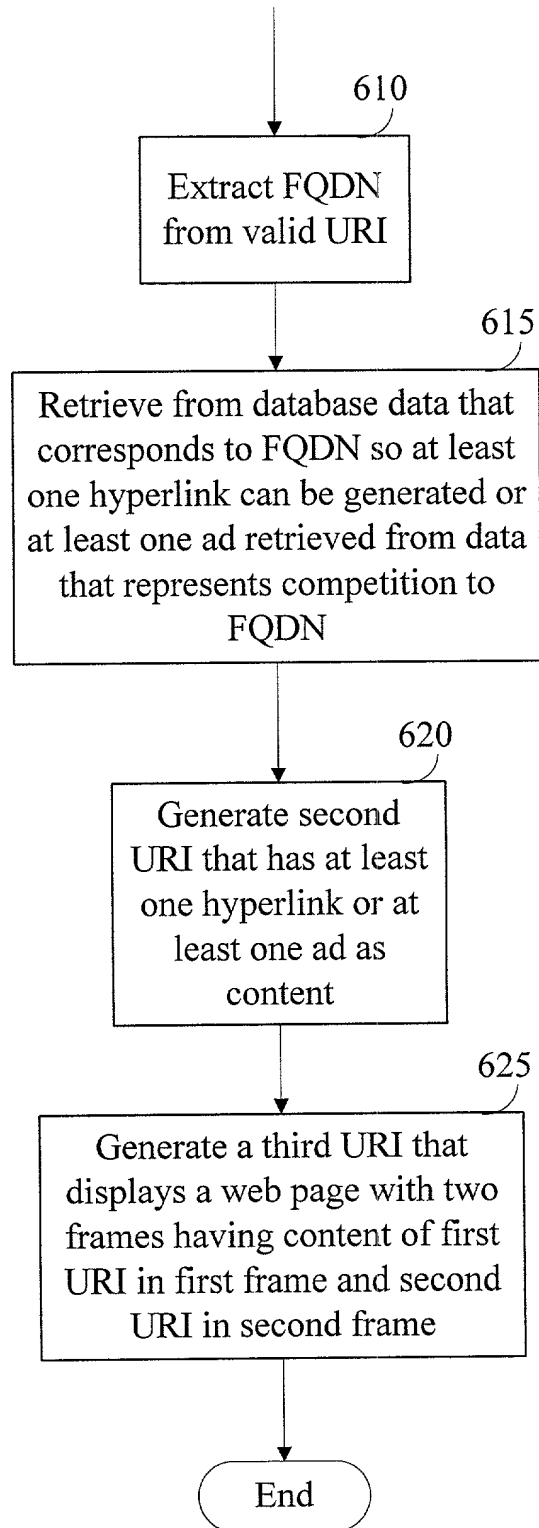 610
Extract FQDN
from valid URI
615
Retrieve from database data that
corresponds to FQDN so at least
one hyperlink can be generated or
at least one ad retrieved from data
that represents competition to
FQDN
620
Generate second
URI that has at least
one hyperlink or at
least one ad as
content
625
Generate a third URI that
displays a web page with two
frames having content of first
URI in first frame and second
URI in second frame
End